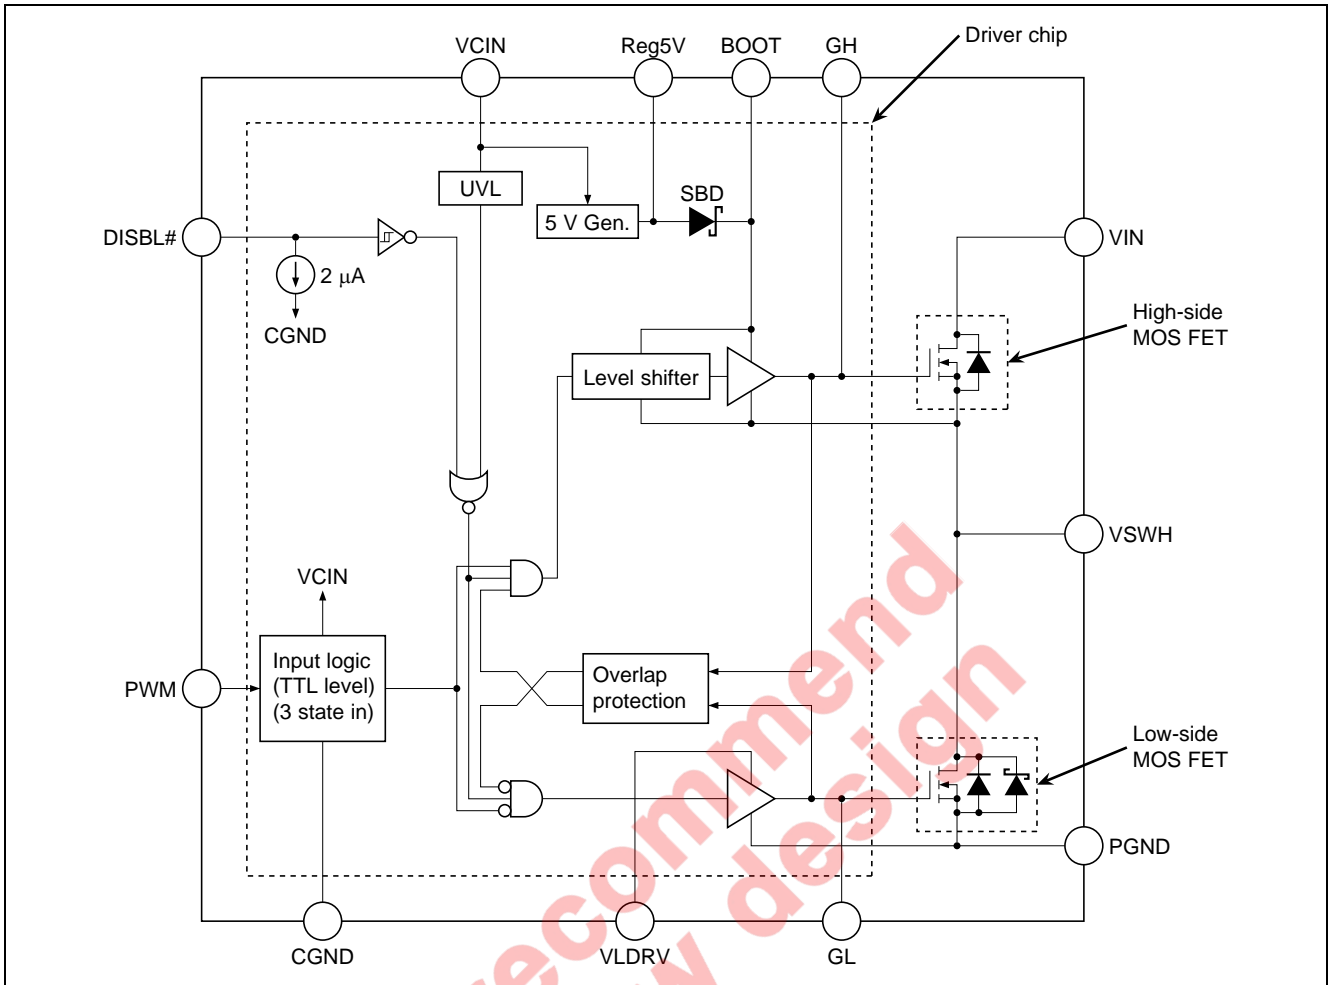 VCIN
Reg5V
BOOT
GH
Driver chip
UVL
SBD
5 V Gen.
DISBL#
2 μA
CGND
VIN
High-side
MOS FET
Level shifter
VSWH
VCIN
Input logic
(TTL level)
(3 state in)
PWM
Overlap
protection
Low-side
MOS FET
PGND
CGND
VLDRV
GL
recommend
design